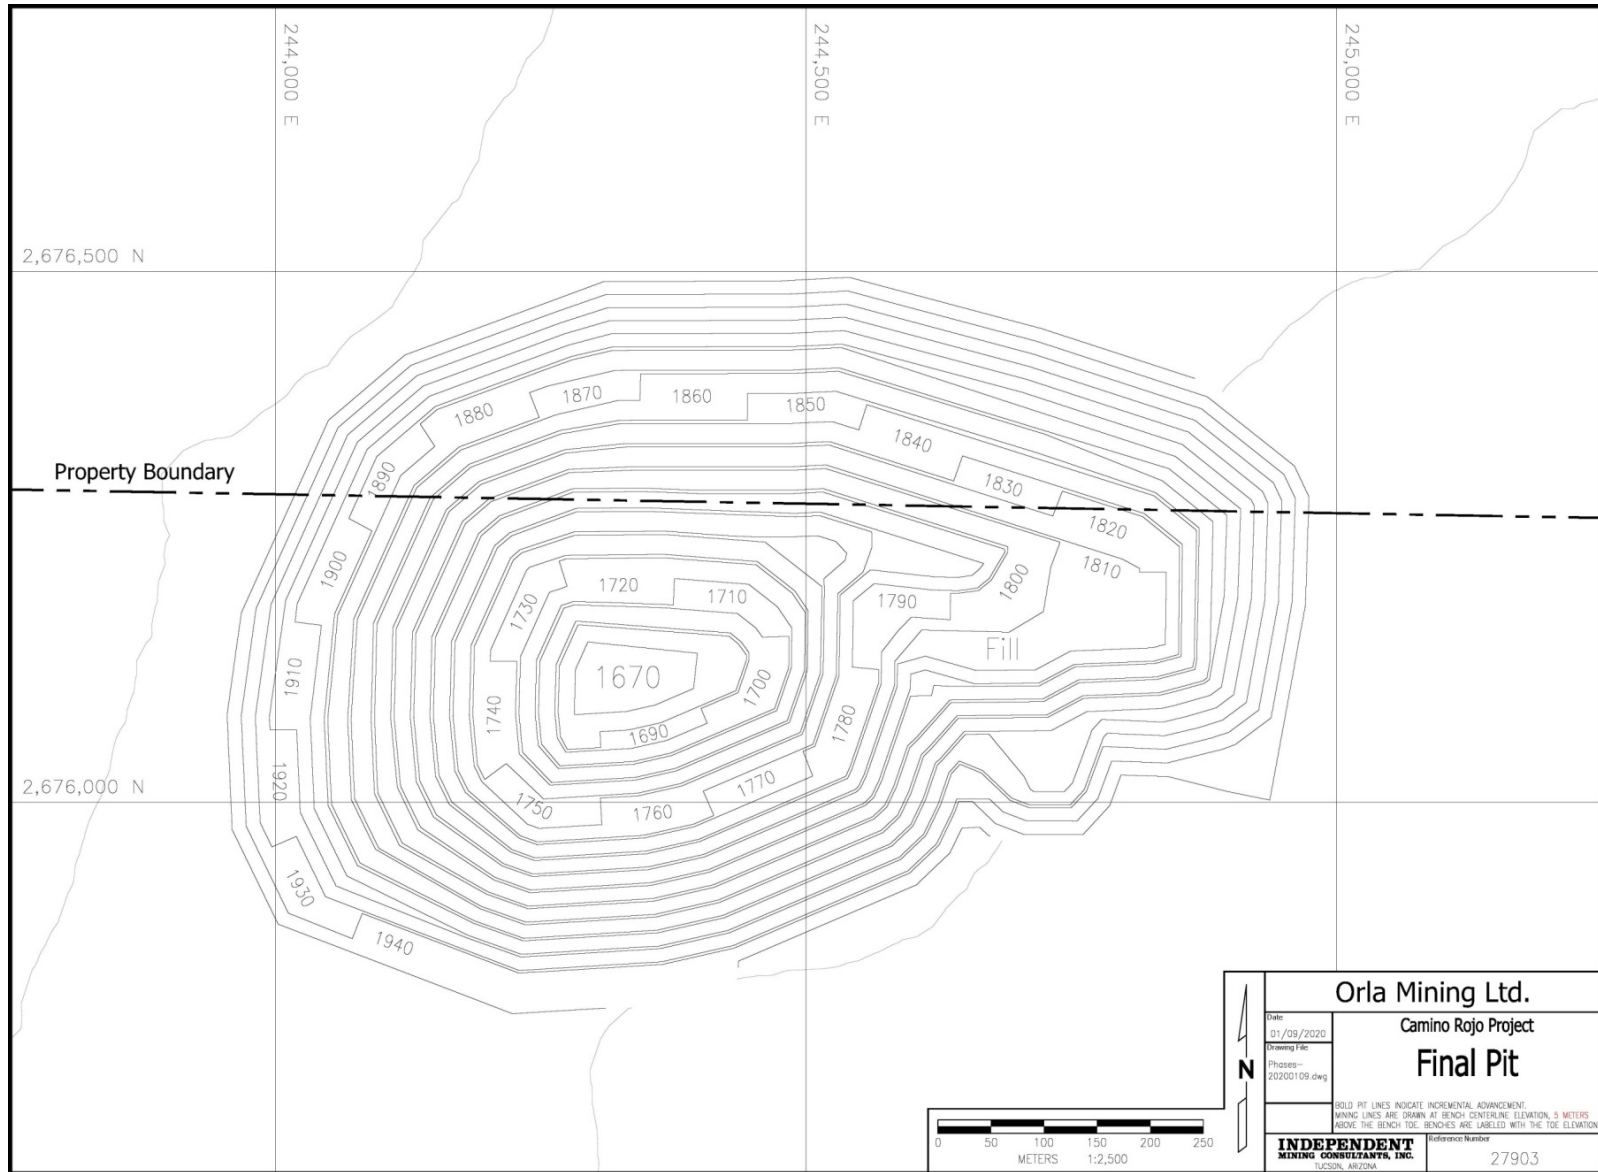 244,000 E
244,500 E
245,000 E
2,676,500 N
1870
1860
1850
1880
1840
Property Boundary
1890
1830
1820
1900
1810
1720
1710
1800
1730
1790
Fill
1670
1910
1700
1740
1780
1690
2,676,000 N
1920
1770
1750
1760
1930
1940
Orla Mining Ltd.
Date
01/09/2020
Camino Rojo Project
Drawing File
Phases-
20200109.dwg
Final Pit
N
BOLD PIT LINES INDICATE INCREMENTAL ADVANCEMENT.
MINING LINES ARE DRAWN AT BENCH CENTERLINE ELEVATION, 5 METERS
ABOVE THE BENCH TOE. BENCHES ARE LABELED WITH THE TOE ELEVATION
0 50 100 150 200 250
METERS 1:2,500
INDEPENDENT
MINING CONSULTANTS, INC.
TUCSON, ARIZONA
Reference Number
27903